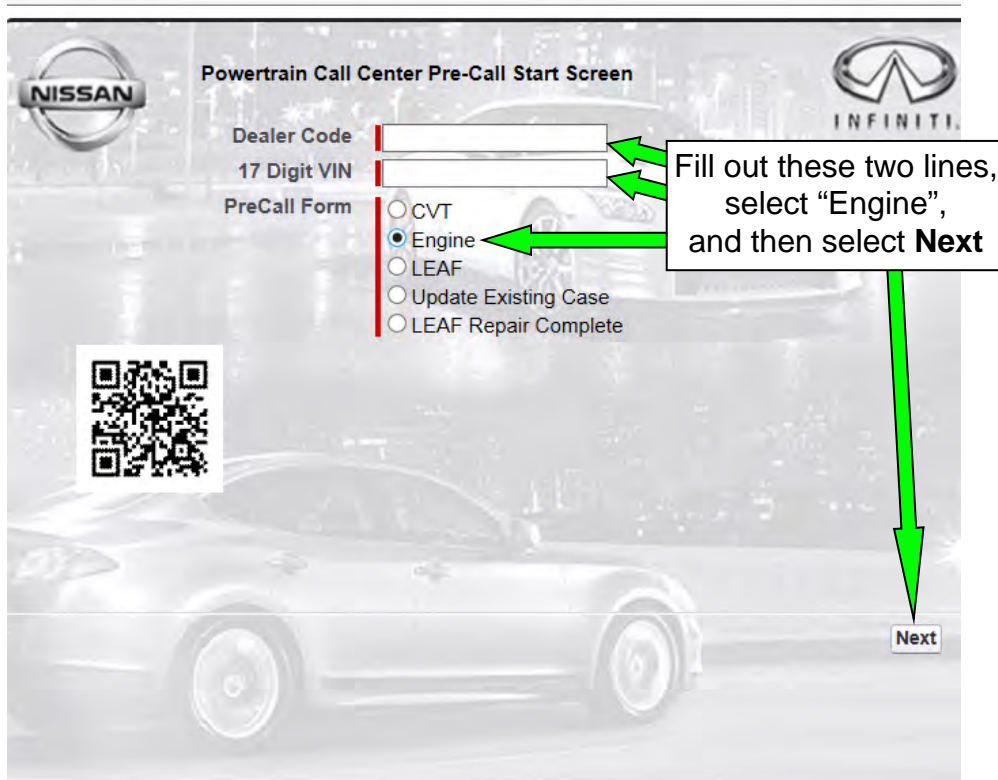 NISSAN
Powertrain Call Center Pre-Call Start Screen
INFINITI.
Dealer Code
17 Digit VIN
PreCall Form
CVT
Engine
LEAF
Update Existing Case
LEAF Repair Complete
Fill out these two lines,
select “Engine”,
and then select Next
Next